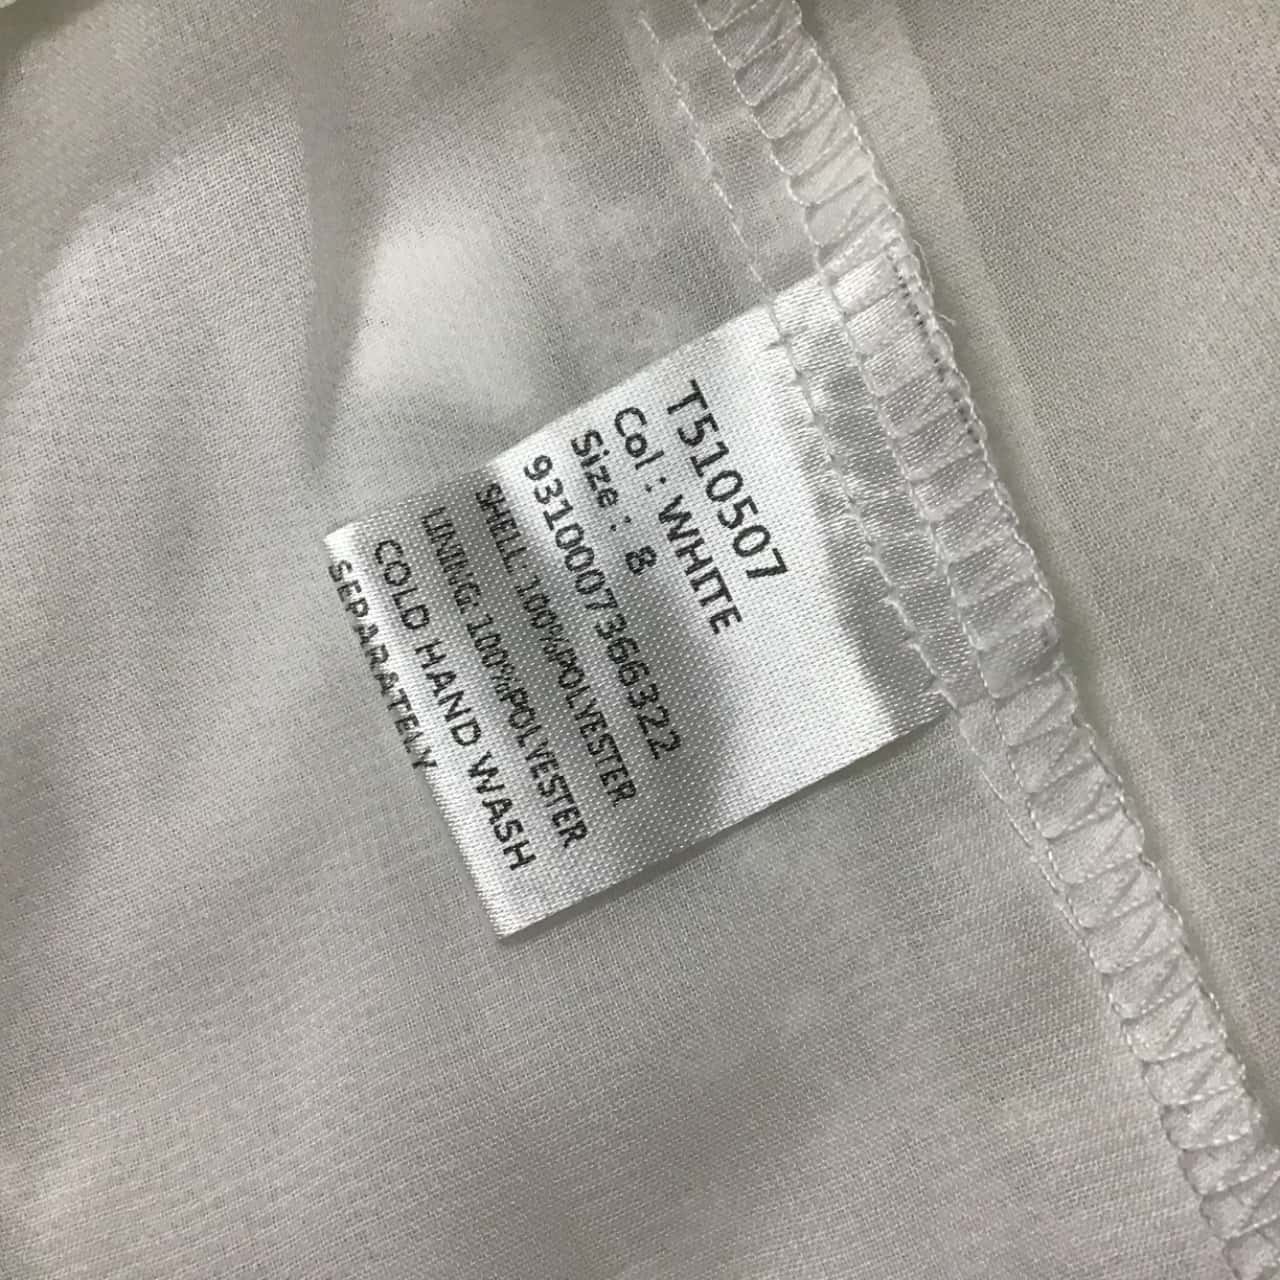 T510507
Col : WHITE
Size : 8
9310007366322
SHELL: 100%POLYESTER
LINING: 100%POLYESTER
COLD HAND WASH
SEPARATELY